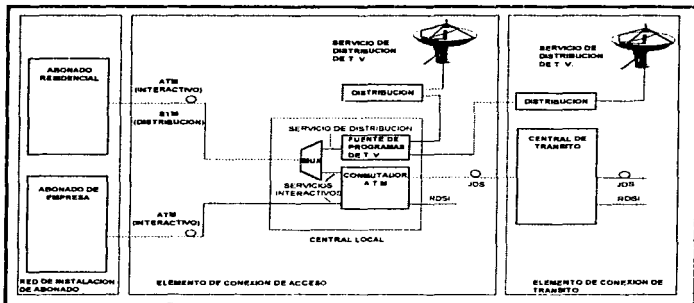 ABONADO
RESIDENCIAL
ATM
(INTERACTIVO)
STM
(DISTRIBUCION)
ABONADO DE
EMPRESA
ATM
(INTERACTIVO)
RED DE INSTALACION
DE ABONADO
SERVICIO DE
DISTRIBUCION
DE T V
DISTRIBUCION
SERVICIO DE DISTRIBUCION
FUENTE DE
PROGRAMAS
DE T V
MUX
SERVICIOS
INTERACTIVOS
CONMUTADOR
A T M
RDSI
JDS
CENTRAL LOCAL
ELEMENTO DE CONEXION DE ACCESO
SERVICIO DE
DISTRIBUCION
DE T V.
DISTRIBUCION
CENTRAL DE
TRANSITO
JDS
RDSI
ELEMENTO DE CONEXION DE
TRANSITO